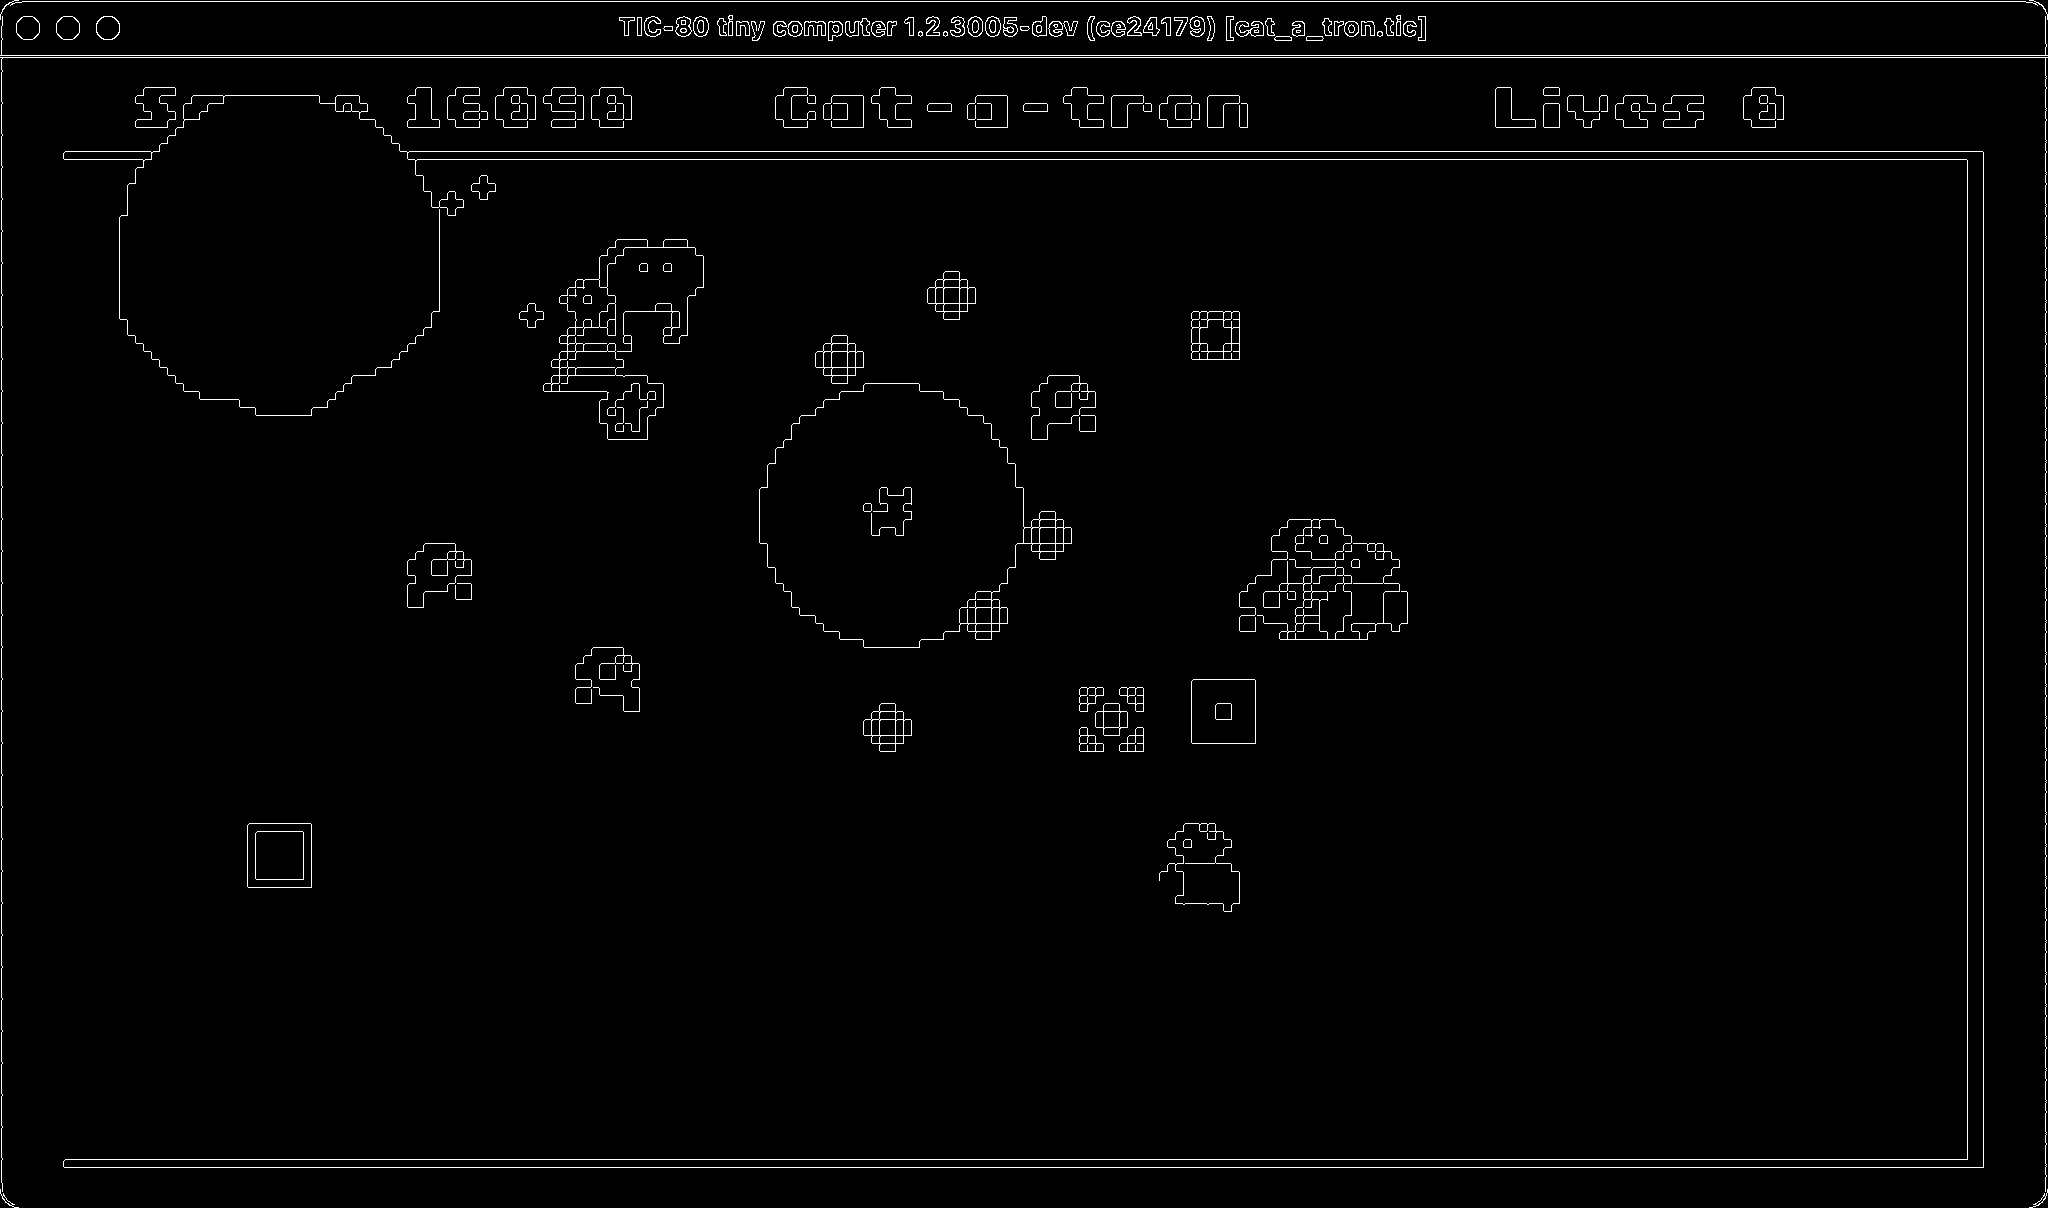 TIC-80 tiny computer 1.2.3005-dev (ce24179) [cat_a_tron.tic]
16090 Cat-a-tron Lives 0